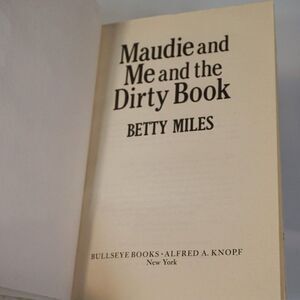 Maudie and
Me and the
Dirty Book
BETTY MILES
BULLSEYE BOOKS • ALFRED A. KNOPF
New York